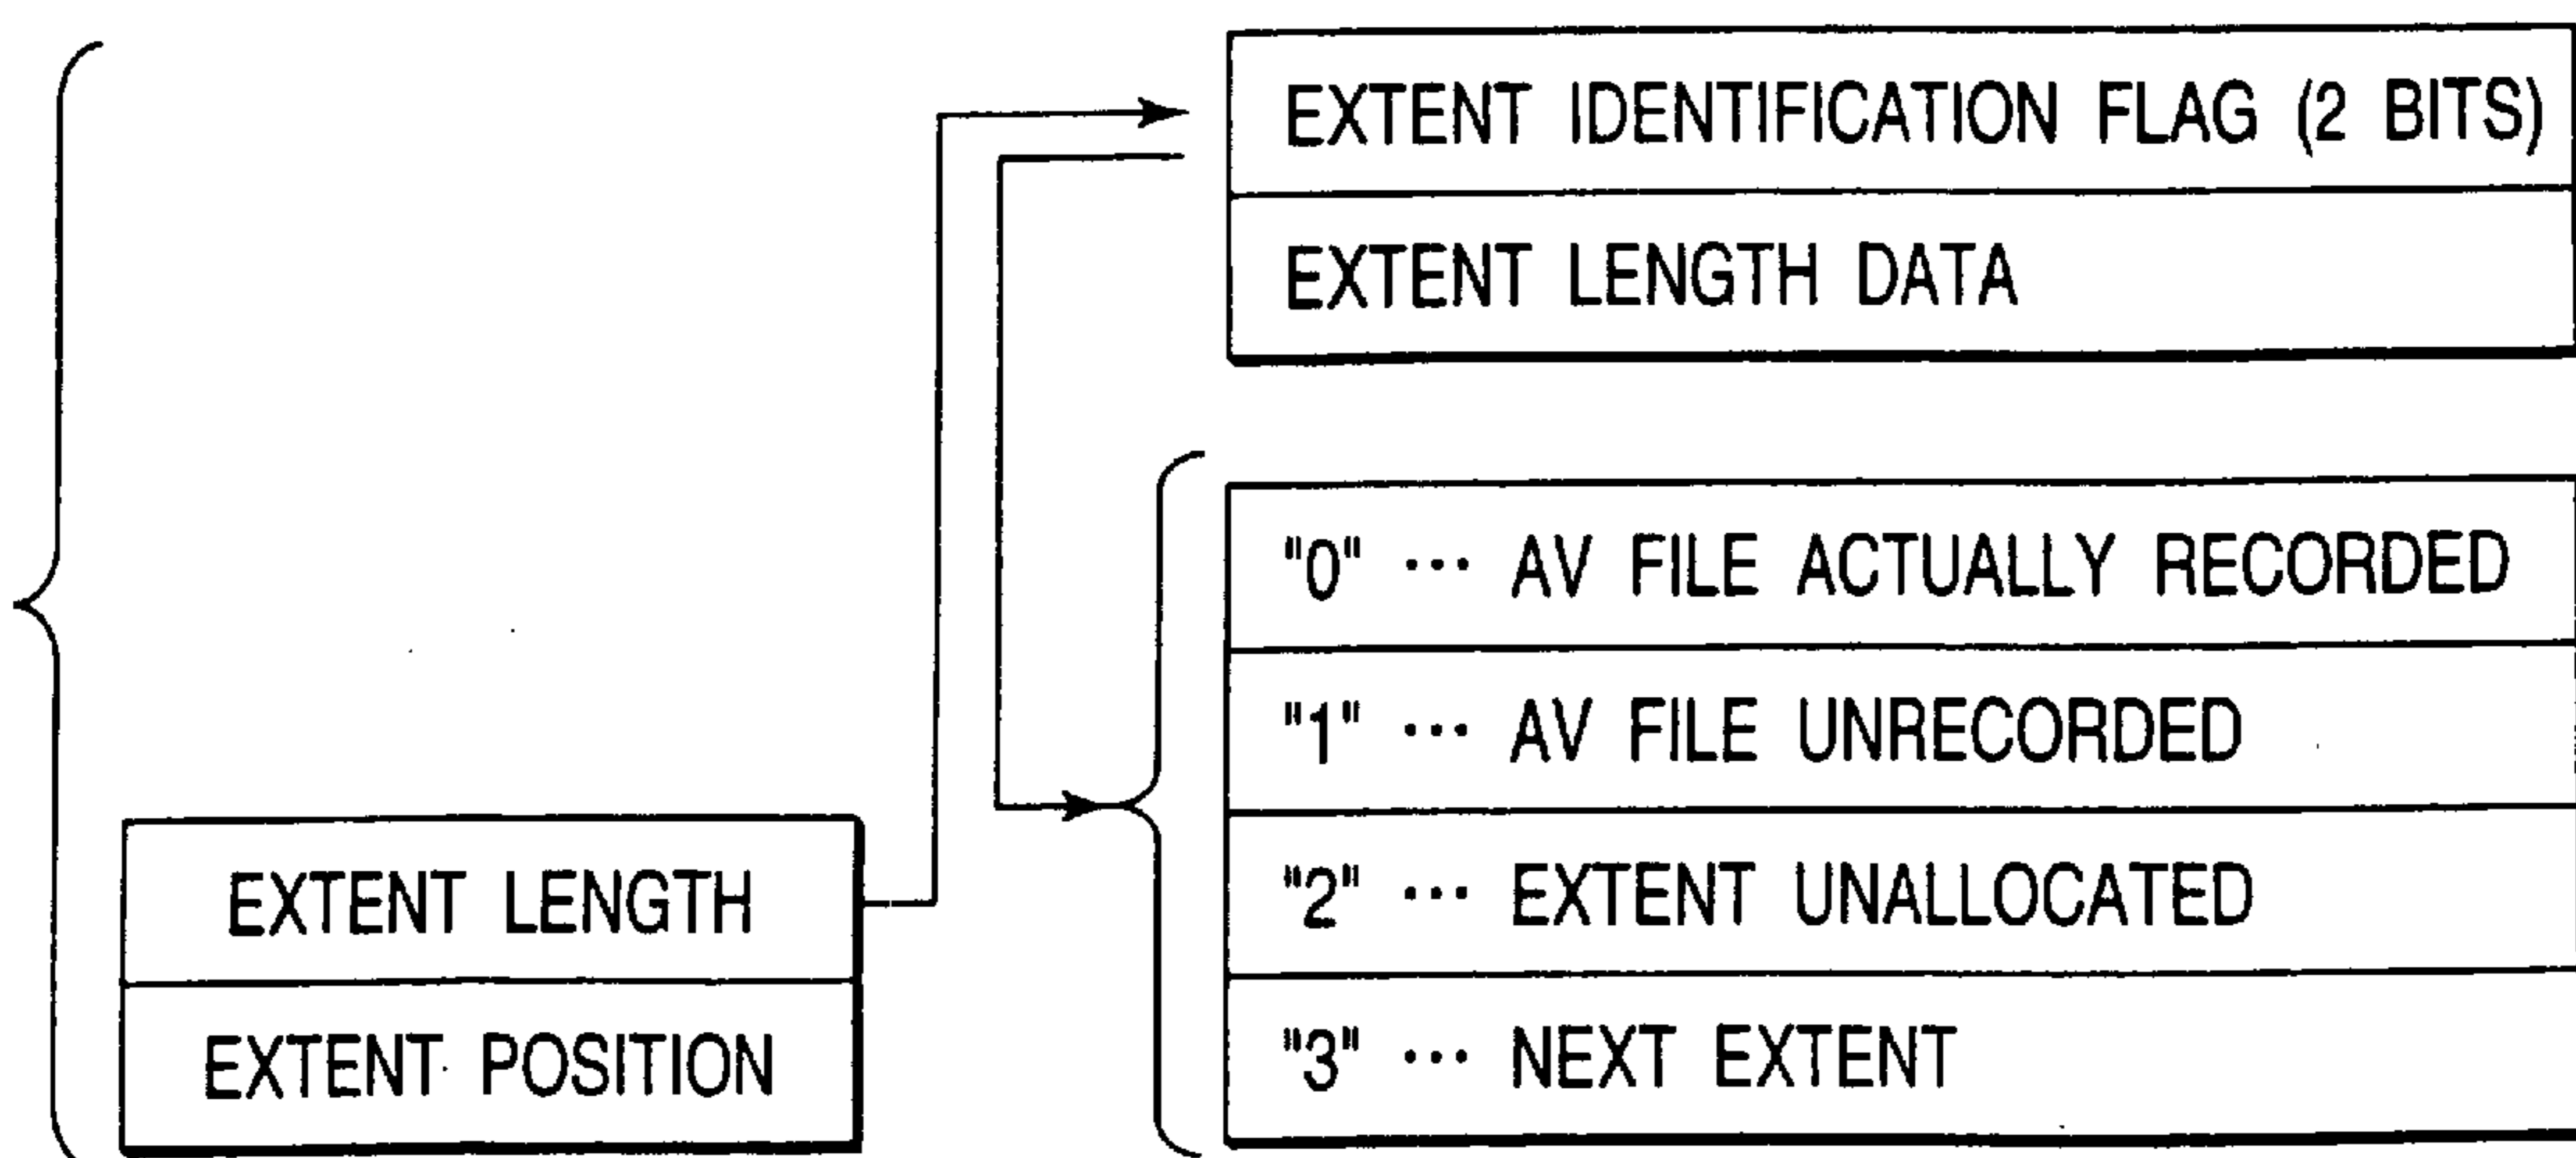 EXTENT IDENTIFICATION FLAG (2 BITS)
EXTENT LENGTH DATA
"0" ··· AV FILE ACTUALLY RECORDED
"1" ··· AV FILE UNRECORDED
"2" ··· EXTENT UNALLOCATED
"3" ··· NEXT EXTENT
EXTENT LENGTH
EXTENT POSITION